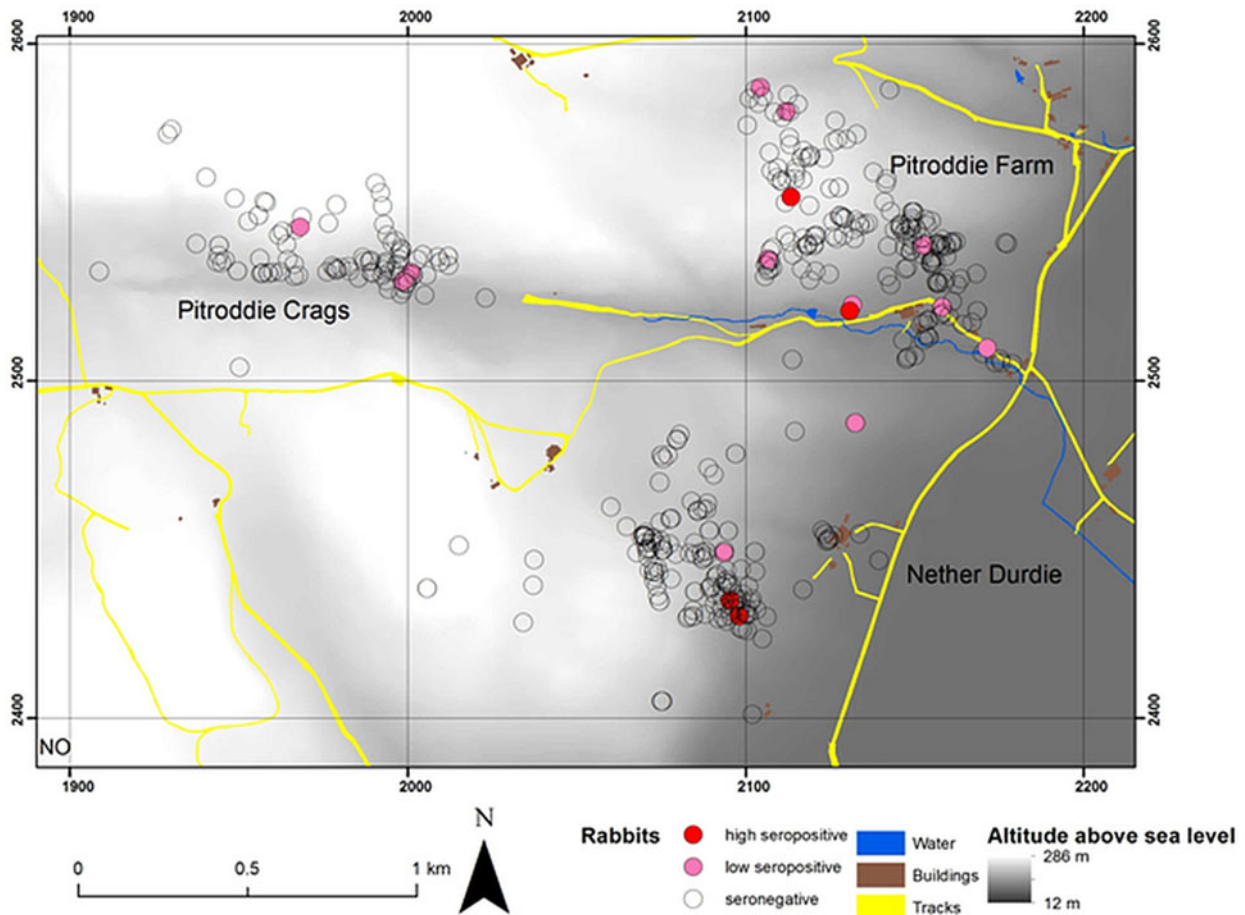 1900 2000 2100 2200
2600 2600
Pitroddie Farm
Pitroddie Crags
2500 2500
Nether Durdie
2400 2400
NO
1900 2000 2100 2200
N
0 0.5 1 km
Rabbits
high seropositive
low seropositive
seronegative
Water
Buildings
Tracks
Altitude above sea level
286 m
12 m